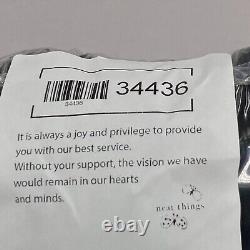 34436
34436
It is always a joy and privilege to provide
you with our best service.
Without your support, the vision we have
would remain in our hearts
and minds.
neat things